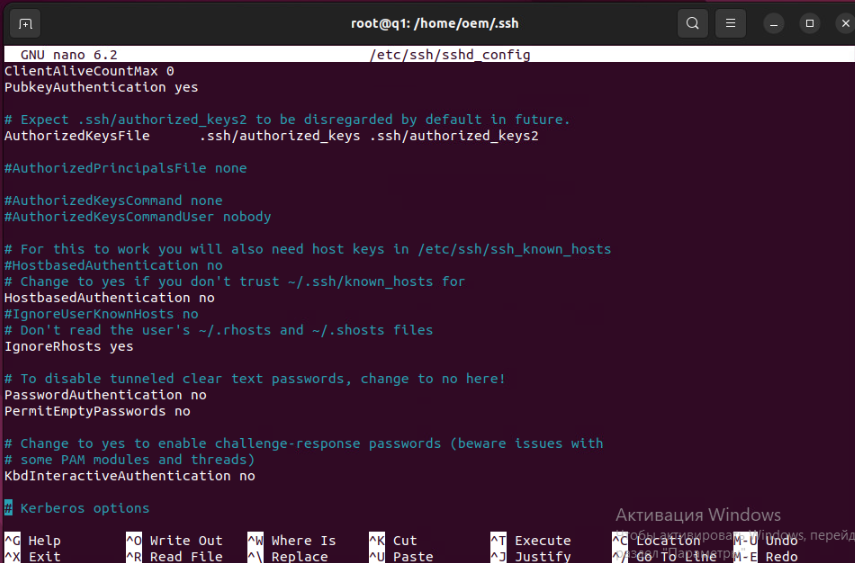 root@q1: /home/oem/.ssh
GNU nano 6.2 /etc/ssh/sshd_config
ClientAliveCountMax 0
PubkeyAuthentication yes
# Expect .ssh/authorized_keys2 to be disregarded by default in future.
AuthorizedKeysFile .ssh/authorized_keys .ssh/authorized_keys2
#AuthorizedPrincipalsFile none
#AuthorizedKeysCommand none
#AuthorizedKeysCommandUser nobody
# For this to work you will also need host keys in /etc/ssh/ssh_known_hosts
#HostbasedAuthentication no
# Change to yes if you don't trust ~/.ssh/known_hosts for
HostbasedAuthentication no
#IgnoreUserKnownHosts no
# Don't read the user's ~/.rhosts and ~/.shosts files
IgnoreRhosts yes
# To disable tunneled clear text passwords, change to no here!
PasswordAuthentication no
PermitEmptyPasswords no
# Change to yes to enable challenge-response passwords (beware issues with
# some PAM modules and threads)
KbdInteractiveAuthentication no
# Kerberos options
Активация Windows
Чтобы активировать Windows, перейд
раздел "Параметры".
^G Help ^O Write Out ^W Where Is ^K Cut ^T Execute ^C Location M-U Undo
^X Exit ^R Read File ^\ Replace ^U Paste ^J Justify ^/ Go To Line M-E Redo